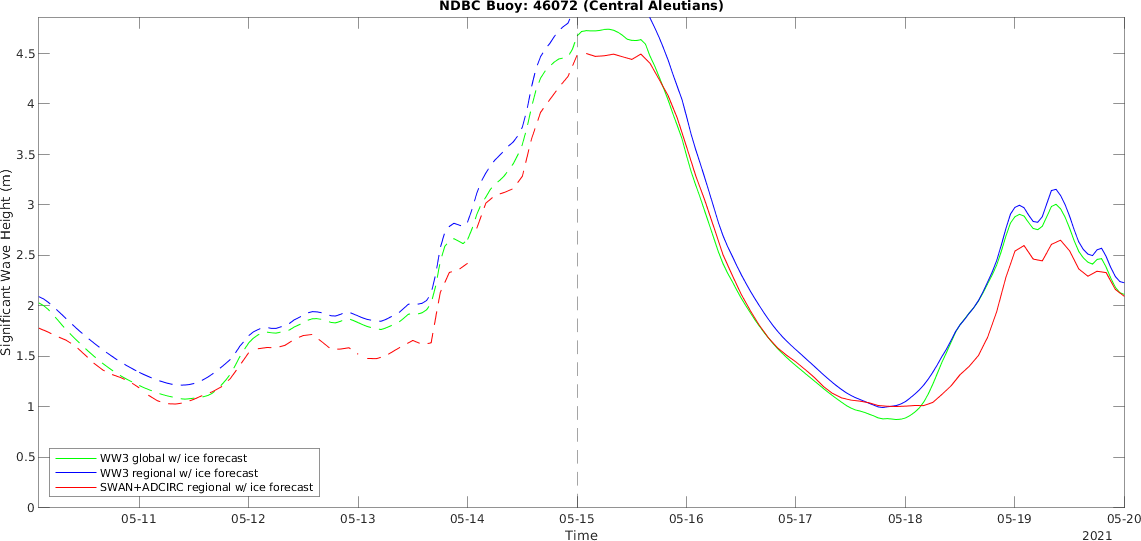 NDBC Buoy: 46072 (Central Aleutians)
4.5
4
3.5
3
2.5
2
1.5
1
0.5
0
Significant Wave Height (m)
WW3 global w/ ice forecast
WW3 regional w/ ice forecast
SWAN+ADCIRC regional w/ ice forecast
05-11 05-12 05-13 05-14 05-15 05-16 05-17 05-18 05-19 05-20
Time
2021